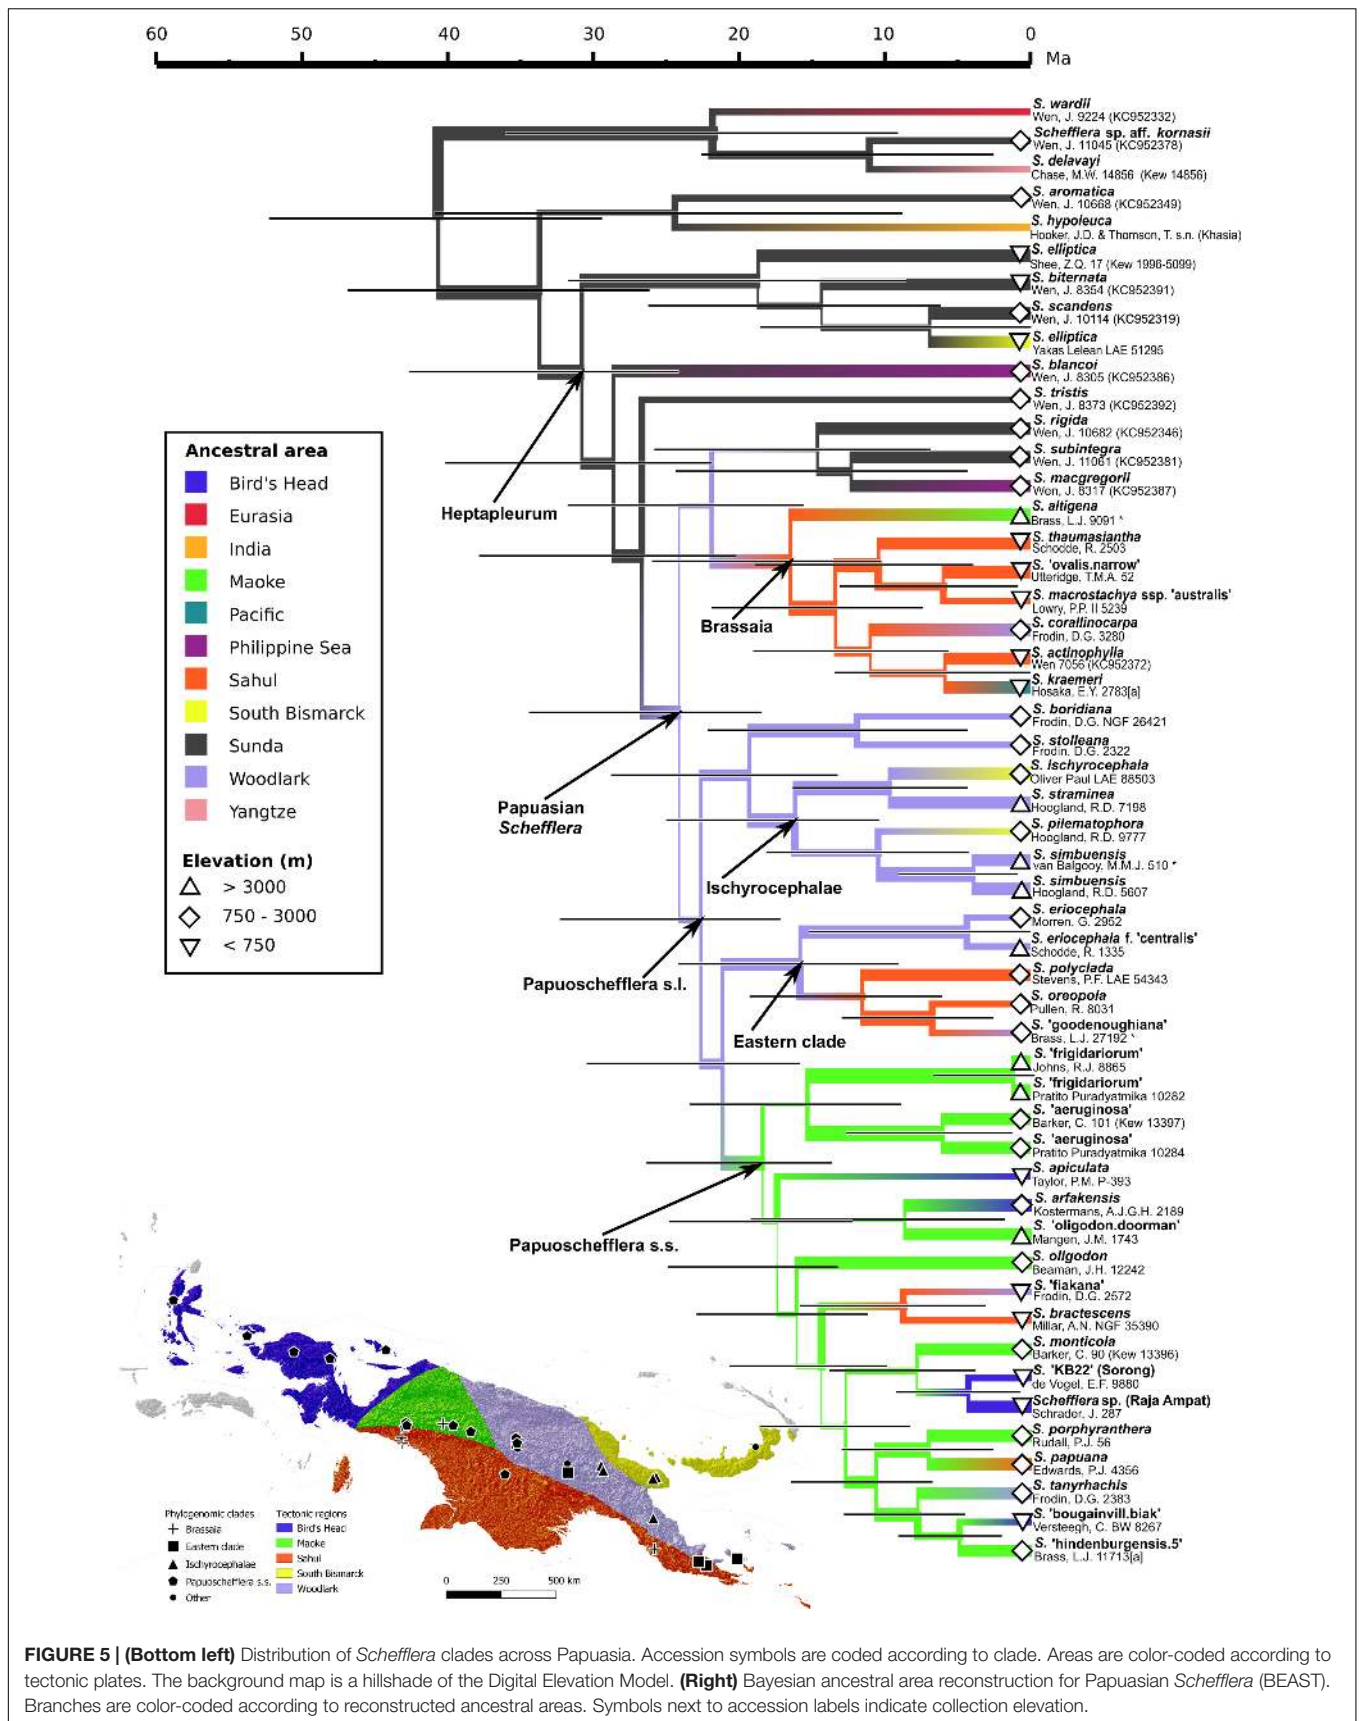 60 50 40 30 20 10 0 Ma
S. wardii
Wen, J. 9224 (KC952332)
Schefflera sp. aff. kornasii
Wen, J. 11045 (KC952378)
S. delavayi
Chase, M.W. 14856 (Kew 14856)
S. aromatica
Wen, J. 10668 (KC952349)
S. hypoleuca
Hooker, J.D. & Thomson, T. s.n. (Khasia)
S. elliptica
Shee, Z.Q. 17 (Kew 1996-5099)
S. biternata
Wen, J. 8354 (KC952391)
S. scandens
Wen, J. 10114 (KC952319)
S. elliptica
Yakas Lelean LAE 51295
S. blancoi
Wen, J. 8305 (KC952386)
S. tristis
Wen, J. 8373 (KC952392)
S. rigida
Wen, J. 10682 (KC952346)
S. subintegra
Wen, J. 11061 (KC952381)
S. macgregorii
Wen, J. 8317 (KC952387)
S. altigena
Brass, L.J. 9091 *
S. thaumasiantha
Schodde, R. 2503
S. 'ovalis.narrow'
Utteridge, T.M.A. 52
S. macrostachya ssp. 'australis'
Lowry, P.P. II 5239
S. corallinocarpa
Frodin, D.G. 3280
S. actinophylla
Wen 7056 (KC952372)
S. kraemeri
Hosaka, E.Y. 2783[a]
S. boridiana
Frodin, D.G. NGF 26421
S. stolleana
Frodin, D.G. 2322
S. ischyrocephala
Oliver Paul LAE 88503
S. straminea
Hoogland, R.D. 7198
S. pilematophora
Hoogland, R.D. 9777
S. simbuensis
van Balgooy, M.M.J. 510 *
S. simbuensis
Hoogland, R.D. 5607
S. eriocephala
Morren, G. 2952
S. eriocephala f. 'centralis'
Schodde, R. 1335
S. polyclada
Stevens, P.F. LAE 54343
S. oreopola
Pullen, R. 8031
S. 'goodenoughiana'
Brass, L.J. 27192 *
S. 'frigidariorum'
Johns, R.J. 8865
S. 'frigidariorum'
Pratito Puradyatmika 10282
S. 'aeruginosa'
Barker, C. 101 (Kew 13397)
S. 'aeruginosa'
Pratito Puradyatmika 10284
S. apiculata
Taylor, P.M. P-393
S. arfakensis
Kostermans, A.J.G.H. 2189
S. 'oligodon.doorman'
Mangen, J.M. 1743
S. oligodon
Beaman, J.H. 12242
S. 'fiakana'
Frodin, D.G. 2572
S. bractescens
Millar, A.N. NGF 35390
S. monticola
Barker, C. 90 (Kew 13396)
S. 'KB22' (Sorong)
de Vogel, E.F. 9880
Schefflera sp. (Raja Ampat)
Schrader, J. 287
S. porphyranthera
Rudall, P.J. 56
S. papuana
Edwards, P.J. 4356
S. tanyrhachis
Frodin, D.G. 2383
S. 'bougainvill.biak'
Versteegh, C. BW 8267
S. 'hindenburgensis.5'
Brass, L.J. 11713[a]
Heptapleurum
Brassaia
Papuasian
Schefflera
Ischyrocephalae
Papuoschefflera s.l.
Eastern clade
Papuoschefflera s.s.
Ancestral area
Bird's Head
Eurasia
India
Maoke
Pacific
Philippine Sea
Sahul
South Bismarck
Sunda
Woodlark
Yangtze
Elevation (m)
> 3000
750 - 3000
< 750
Phylogenomic clades
Brassaia
Eastern clade
Ischyrocephalae
Papuoschefflera s.s.
Other
Tectonic regions
Bird's Head
Maoke
Sahul
South Bismarck
Woodlark
0 250 500 km
FIGURE 5 | (Bottom left) Distribution of Schefflera clades across Papuasia. Accession symbols are coded according to clade. Areas are color-coded according to
tectonic plates. The background map is a hillshade of the Digital Elevation Model. (Right) Bayesian ancestral area reconstruction for Papuasian Schefflera (BEAST).
Branches are color-coded according to reconstructed ancestral areas. Symbols next to accession labels indicate collection elevation.